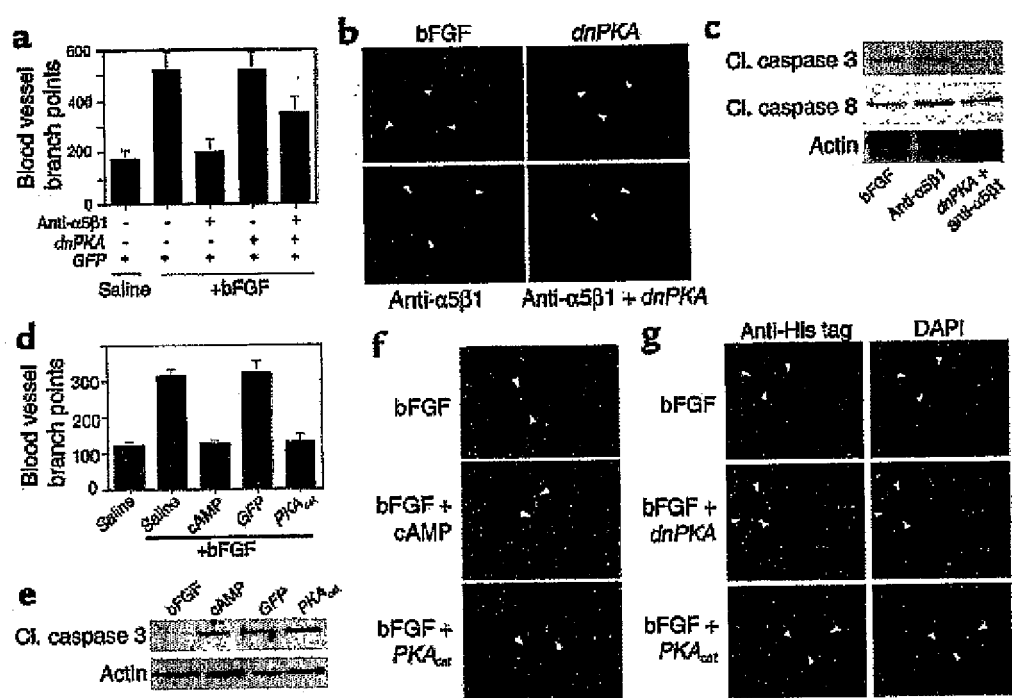 a
600
400
200
0
Blood vessel
branch points
Anti-α5β1 - - + - +
dnPKA - - - + +
GFP + + + + +
Saline +bFGF
b
bFGF dnPKA
Anti-α5β1 Anti-α5β1 + dnPKA
c
Cl. caspase 3
Cl. caspase 8
Actin
bFGF
Anti-α5β1
dnPKA +
anti-α5β1
d
300
200
100
0
Blood vessel
branch points
Saline Saline cAMP GFP PKAcat
+bFGF
e
bFGF cAMP GFP PKAcat
Cl. caspase 3
Actin
f
bFGF
bFGF +
cAMP
bFGF +
PKAcat
g
Anti-His tag DAPI
bFGF
bFGF +
dnPKA
bFGF +
PKAcat